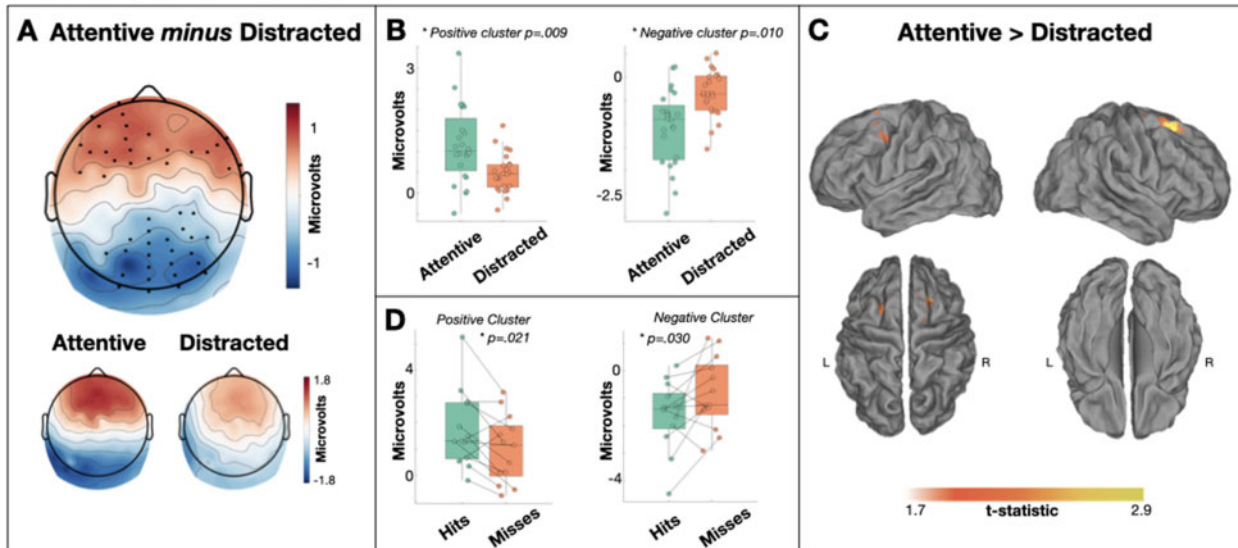 A Attentive minus Distracted
1
Microvolts
-1
Attentive Distracted
1.8
Microvolts
-1.8
B
* Positive cluster p=.009
3
Microvolts
0
Attentive
Distracted
* Negative cluster p=.010
0
Microvolts
-2.5
Attentive
Distracted
D
Positive Cluster
* p=.021
4
Microvolts
0
Hits
Misses
Negative Cluster
* p=.030
0
Microvolts
-4
Hits
Misses
C Attentive > Distracted
L R L R
1.7 t-statistic 2.9